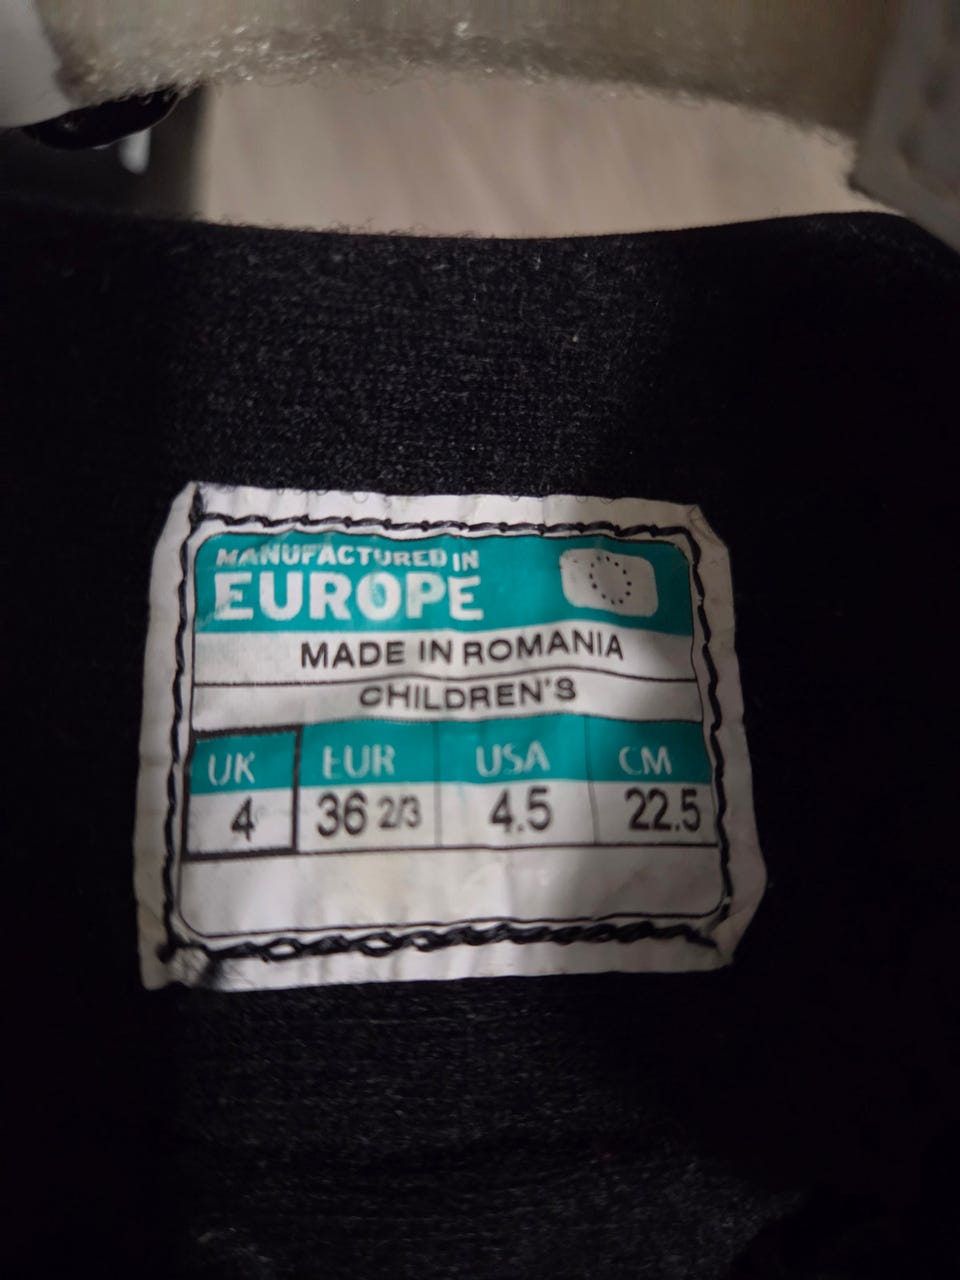 MANUFACTURED IN
EUROPE
MADE IN ROMANIA
CHILDREN'S
UK EUR USA CM
4 36 2/3 4.5 22.5